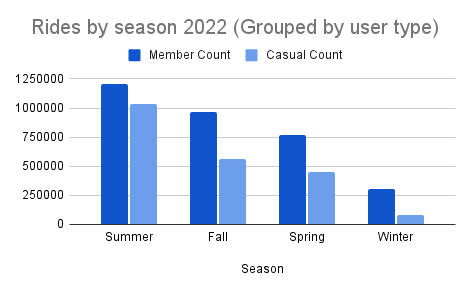 Rides by season 2022 (Grouped by user type)
Member Count Casual Count
1250000
1000000
750000
500000
250000
0
Summer Fall Spring Winter
Season